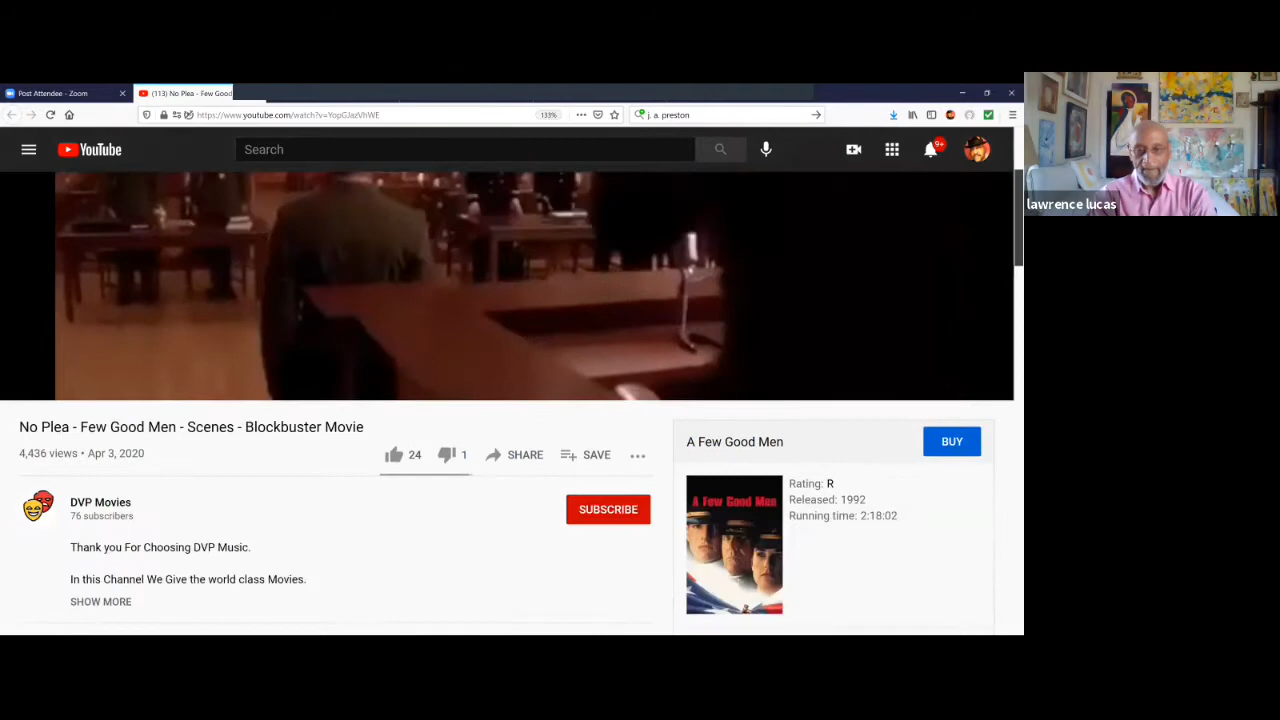 Post Attendee - Zoom
(113) No Plea - Few Good
https://www.youtube.com/watch?v=YopGJazVhWE
133%
j. a. preston
YouTube
Search
9+
lawrence lucas
No Plea - Few Good Men - Scenes - Blockbuster Movie
4,436 views • Apr 3, 2020
24
1
SHARE
SAVE
A Few Good Men
BUY
A Few Good Men
Rating: R
Released: 1992
Running time: 2:18:02
DVP Movies
76 subscribers
SUBSCRIBE
Thank you For Choosing DVP Music.
In this Channel We Give the world class Movies.
SHOW MORE